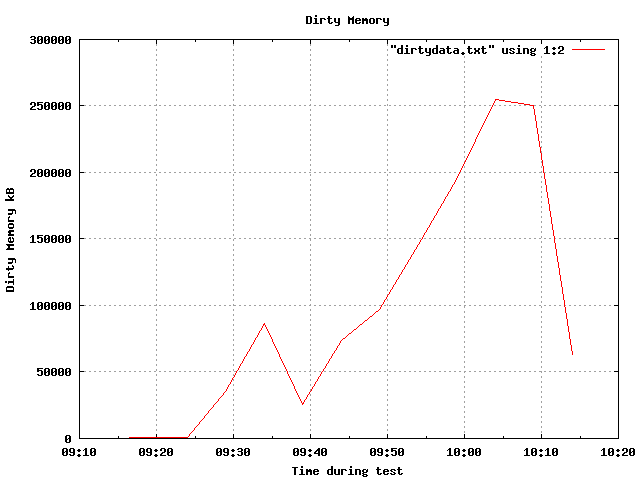 Dirty Memory
300000
"dirtydata.txt" using 1:2
250000
200000
150000
100000
50000
0
Dirty Memory kB
09:10 09:20 09:30 09:40 09:50 10:00 10:10 10:20
Time during test